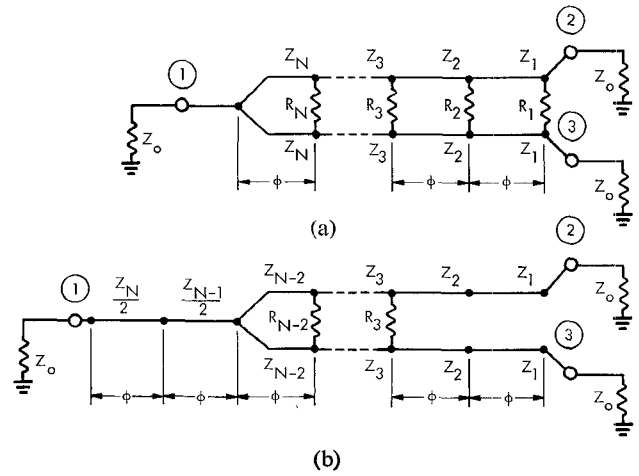 ②
① Z_N Z_3 Z_2 Z_1
R_N R_3 R_2 R_1 Z_o
Z_o Z_N Z_3 Z_2 Z_1 ③
ϕ ϕ ϕ Z_o
(a)
②
① Z_N/2 Z_{N-1}/2 Z_{N-2} Z_3 Z_2 Z_1
R_{N-2} R_3 Z_o
Z_o Z_{N-2} Z_3 Z_2 Z_1 ③
ϕ ϕ ϕ ϕ ϕ Z_o
(b)